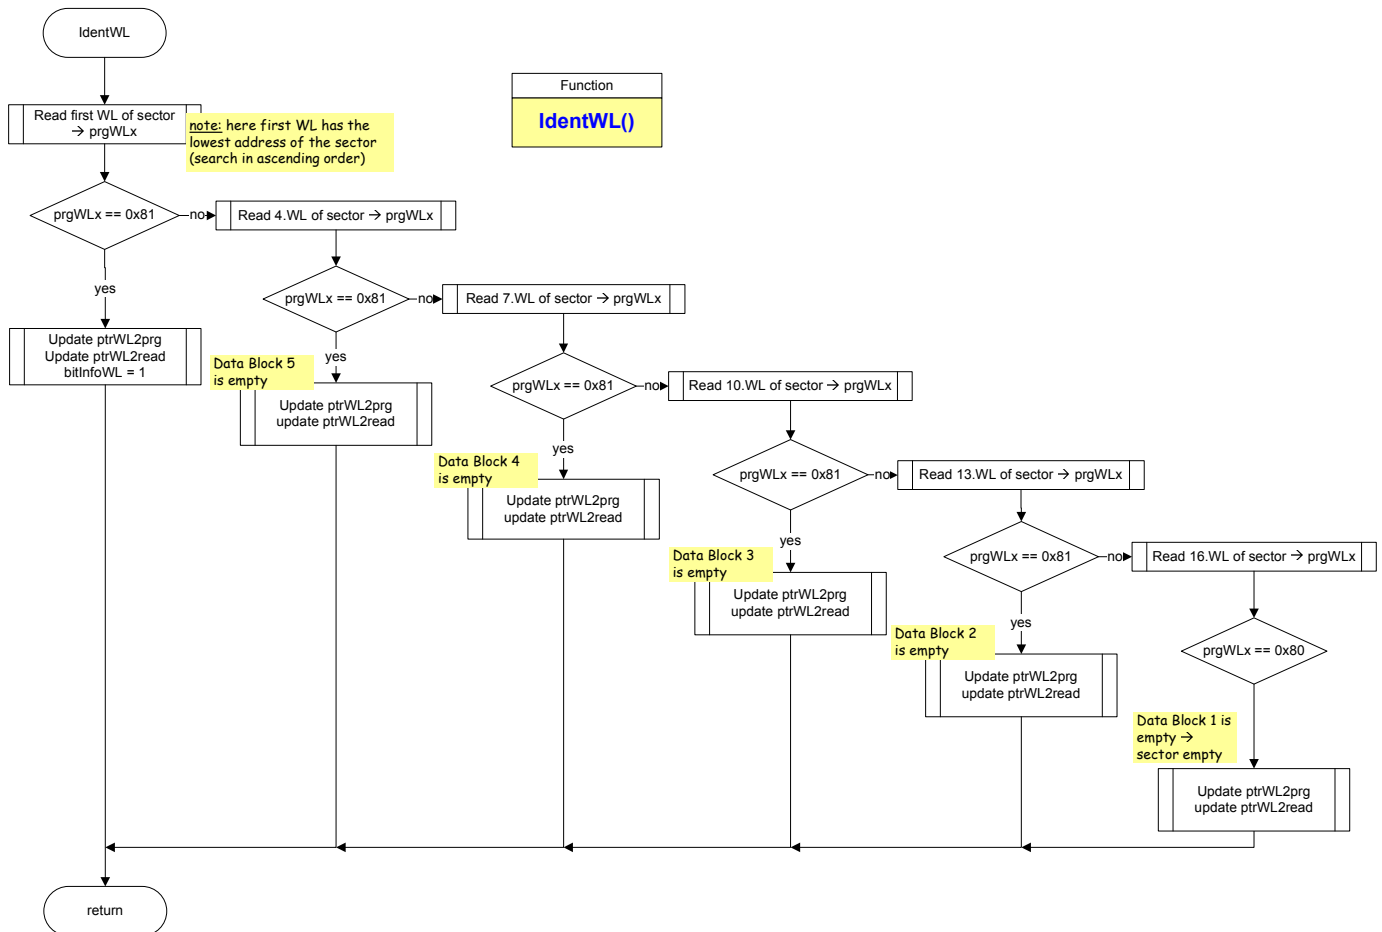 IdentWL
Function
IdentWL()
Read first WL of sector
→ prgWLx
note: here first WL has the
lowest address of the sector
(search in ascending order)
prgWLx == 0x81
no
Read 4.WL of sector → prgWLx
yes
prgWLx == 0x81
no
Read 7.WL of sector → prgWLx
Update ptrWL2prg
Update ptrWL2read
bitInfoWL = 1
yes
Data Block 5
is empty
Update ptrWL2prg
update ptrWL2read
prgWLx == 0x81
no
Read 10.WL of sector → prgWLx
yes
Data Block 4
is empty
Update ptrWL2prg
update ptrWL2read
prgWLx == 0x81
no
Read 13.WL of sector → prgWLx
yes
Data Block 3
is empty
Update ptrWL2prg
update ptrWL2read
prgWLx == 0x81
no
Read 16.WL of sector → prgWLx
yes
Data Block 2
is empty
Update ptrWL2prg
update ptrWL2read
prgWLx == 0x80
Data Block 1 is
empty →
sector empty
Update ptrWL2prg
update ptrWL2read
return